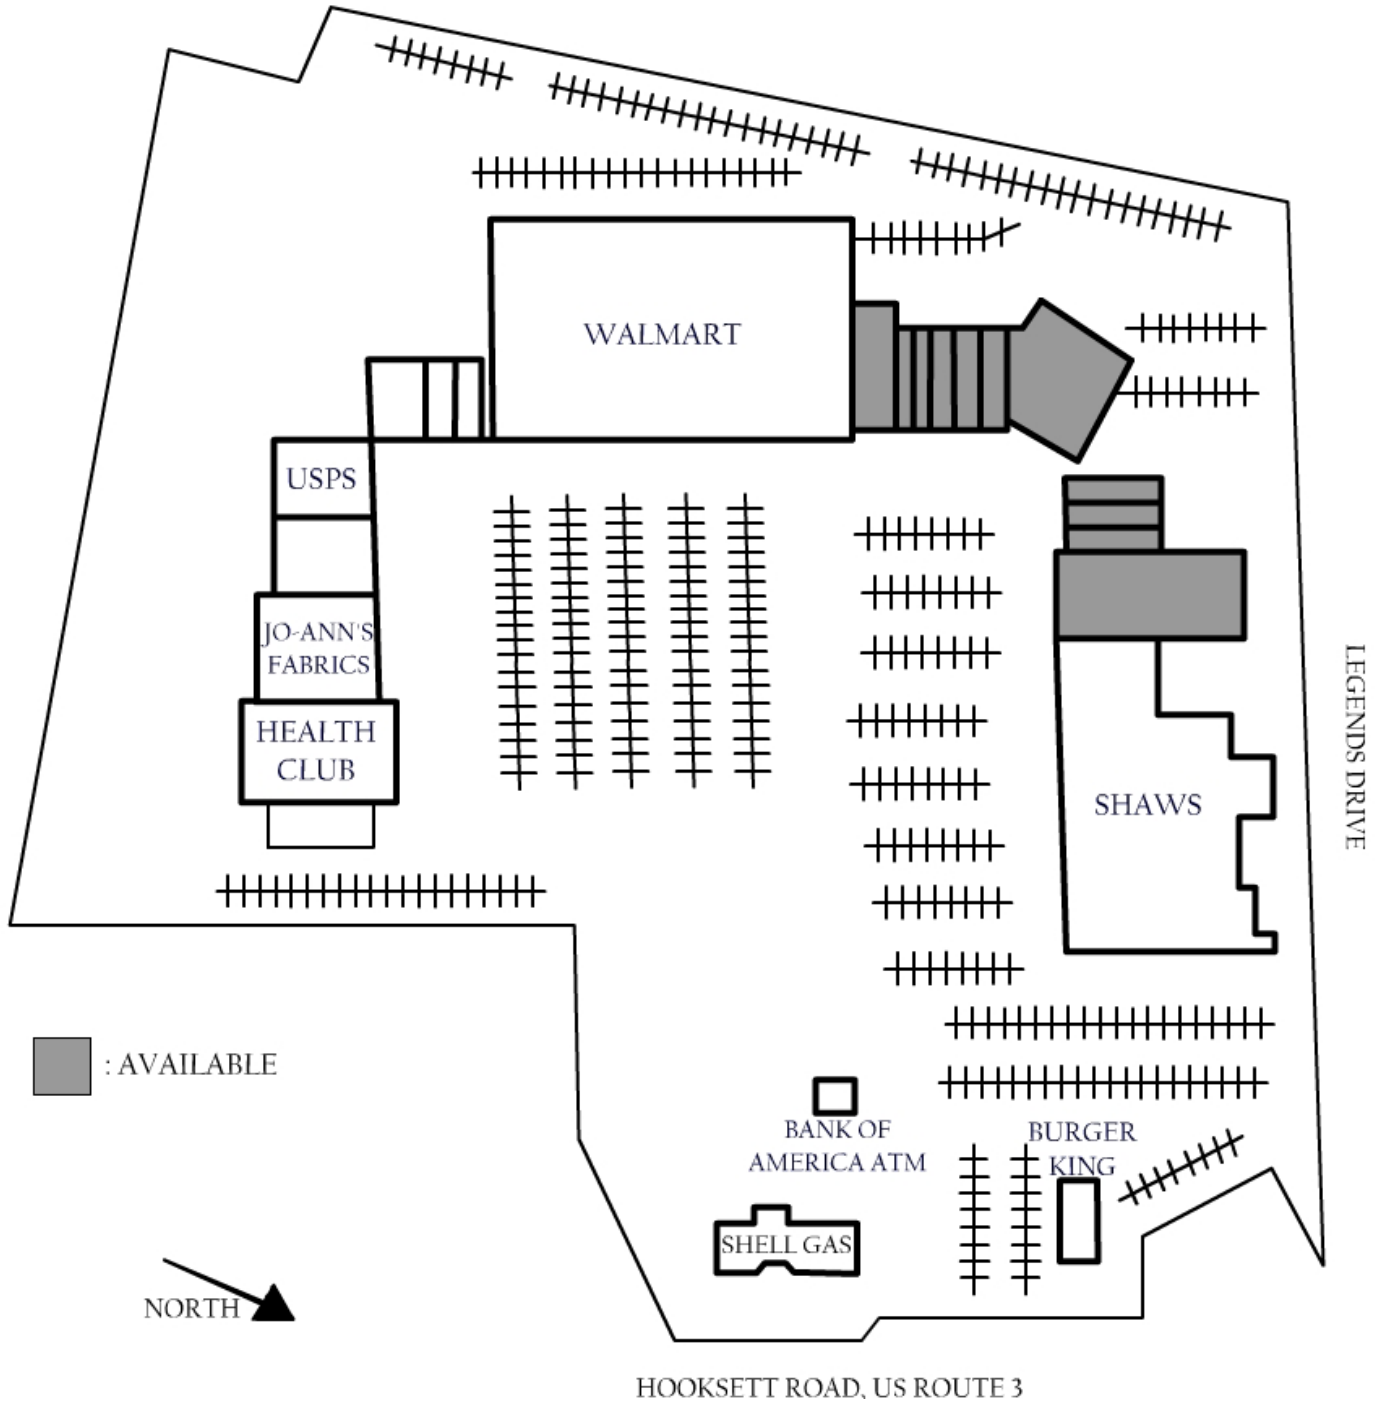 WALMART
USPS
JO-ANN'S
FABRICS
HEALTH
CLUB
SHAWS
LEGENDS DRIVE
: AVAILABLE
BANK OF
AMERICA ATM
BURGER
KING
SHELL GAS
NORTH
HOOKSETT ROAD, US ROUTE 3